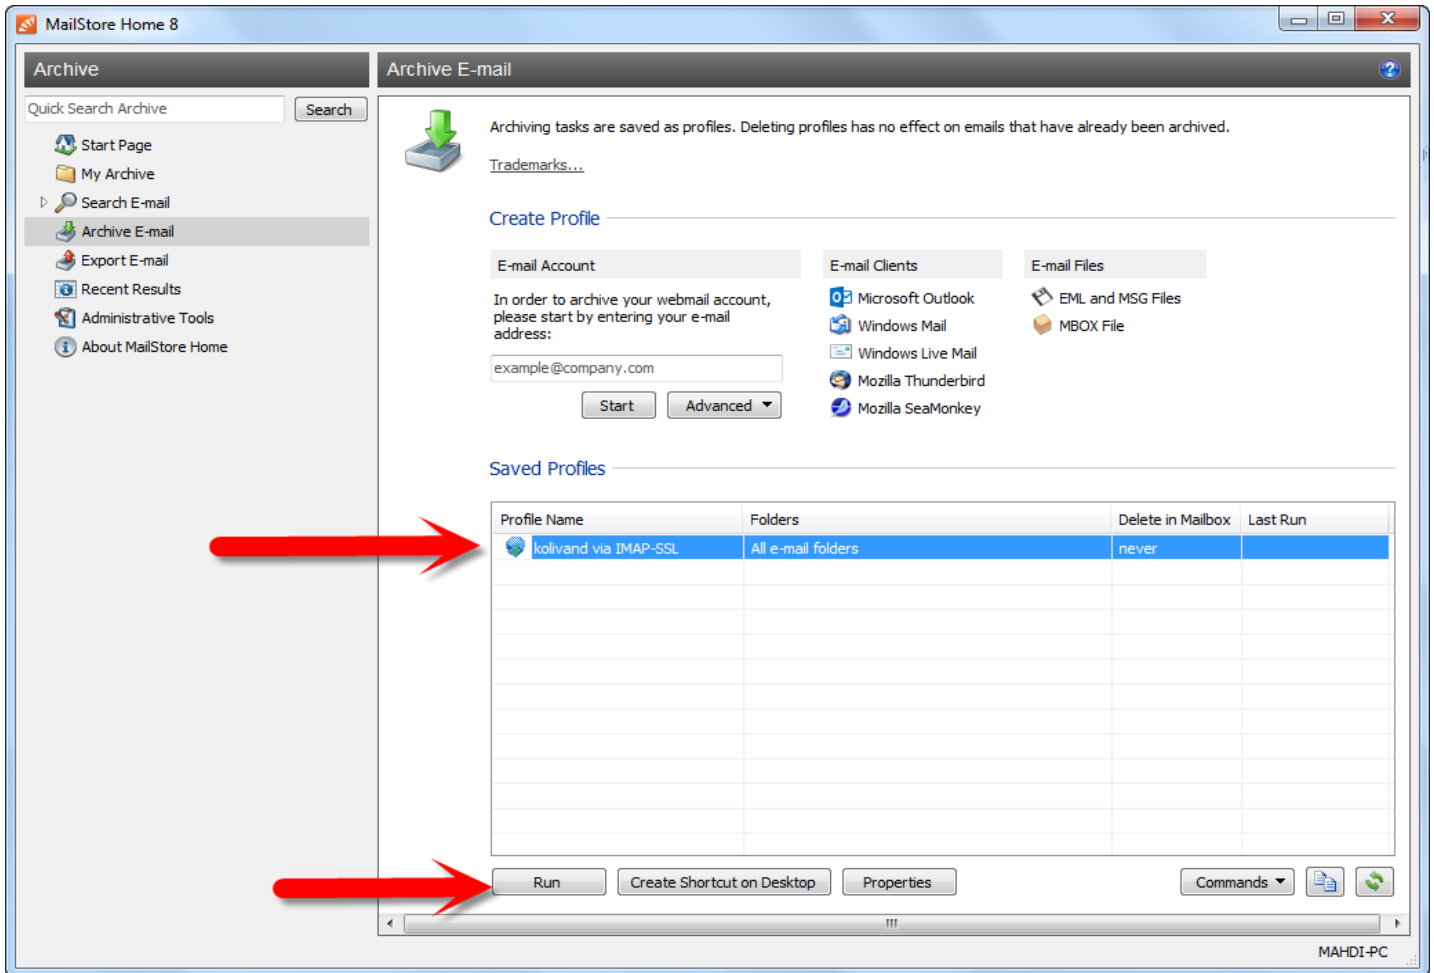 MailStore Home 8
Archive
Quick Search Archive
Search
Start Page
My Archive
Search E-mail
Archive E-mail
Export E-mail
Recent Results
Administrative Tools
About MailStore Home
Archive E-mail
Archiving tasks are saved as profiles. Deleting profiles has no effect on emails that have already been archived.
Trademarks...
Create Profile
E-mail Account
In order to archive your webmail account,
please start by entering your e-mail
address:
example@company.com
Start
Advanced
E-mail Clients
Microsoft Outlook
Windows Mail
Windows Live Mail
Mozilla Thunderbird
Mozilla SeaMonkey
E-mail Files
EML and MSG Files
MBOX File
Saved Profiles
Profile Name Folders Delete in Mailbox Last Run
kolivand via IMAP-SSL All e-mail folders never
Run Create Shortcut on Desktop Properties Commands
MAHDI-PC